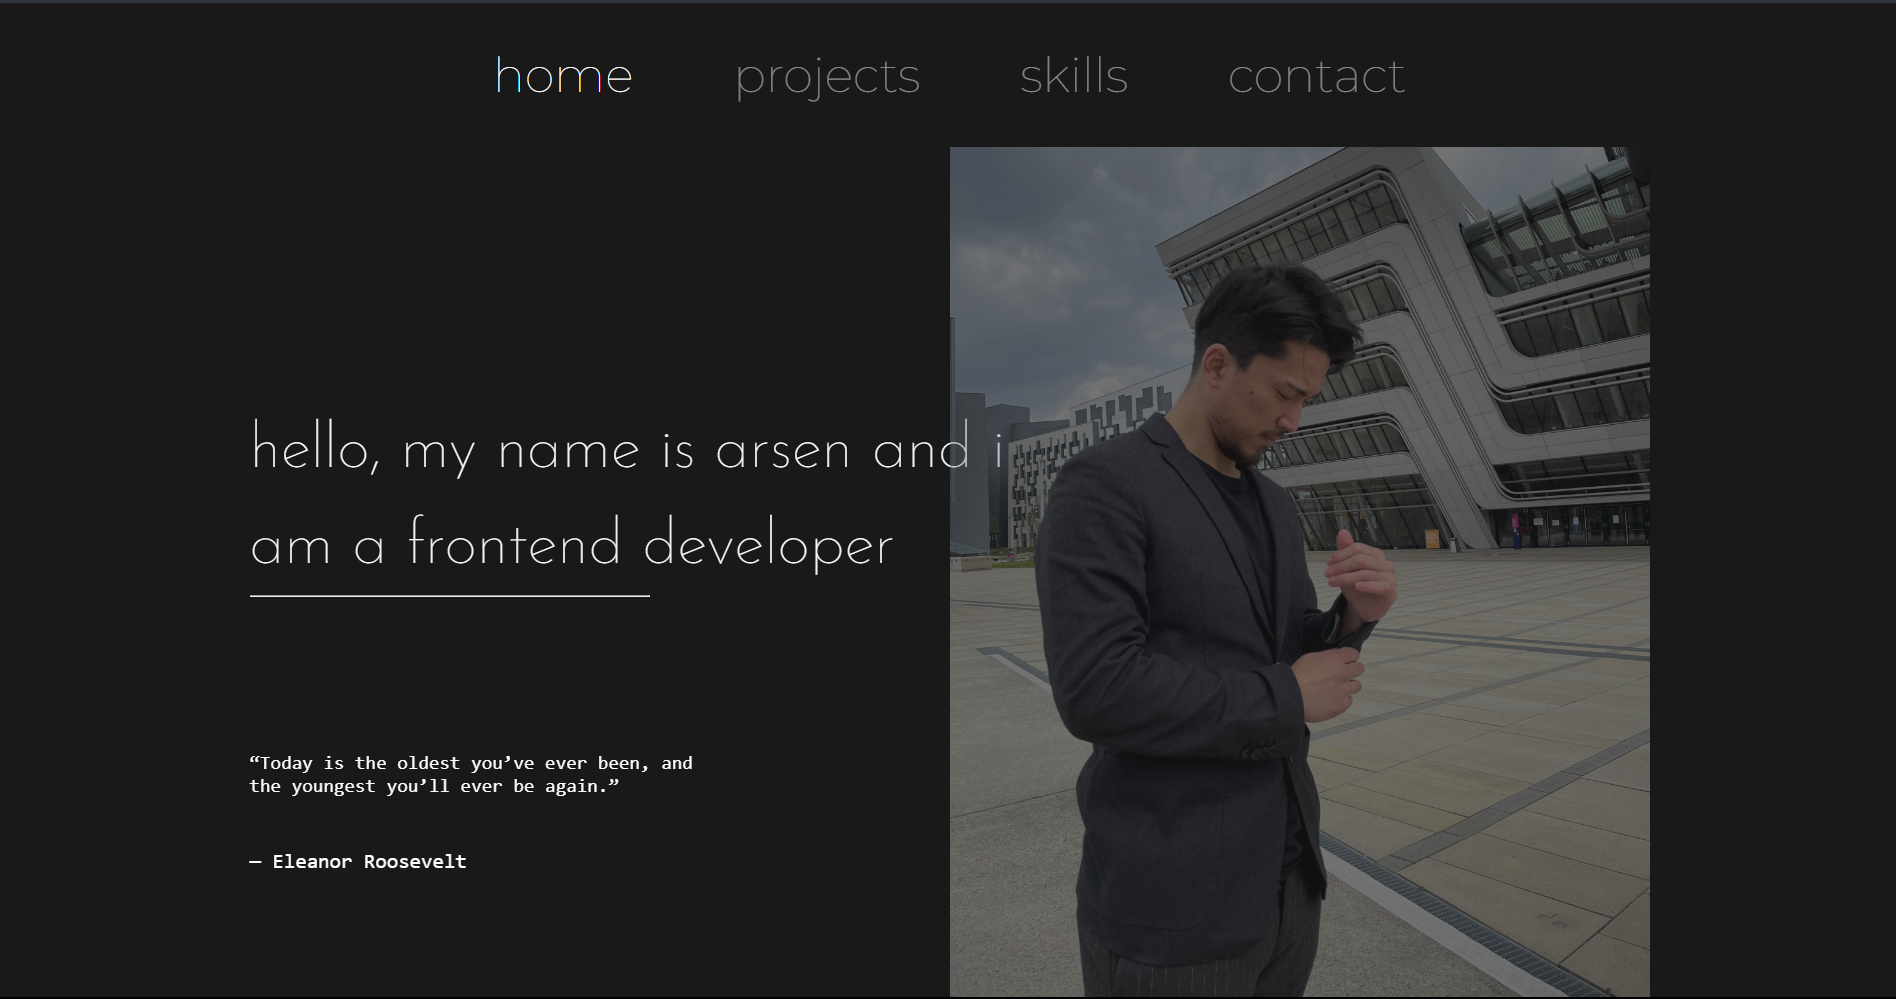 home projects skills contact
hello, my name is arsen and i
am a frontend developer
“Today is the oldest you’ve ever been, and
the youngest you’ll ever be again.”
— Eleanor Roosevelt